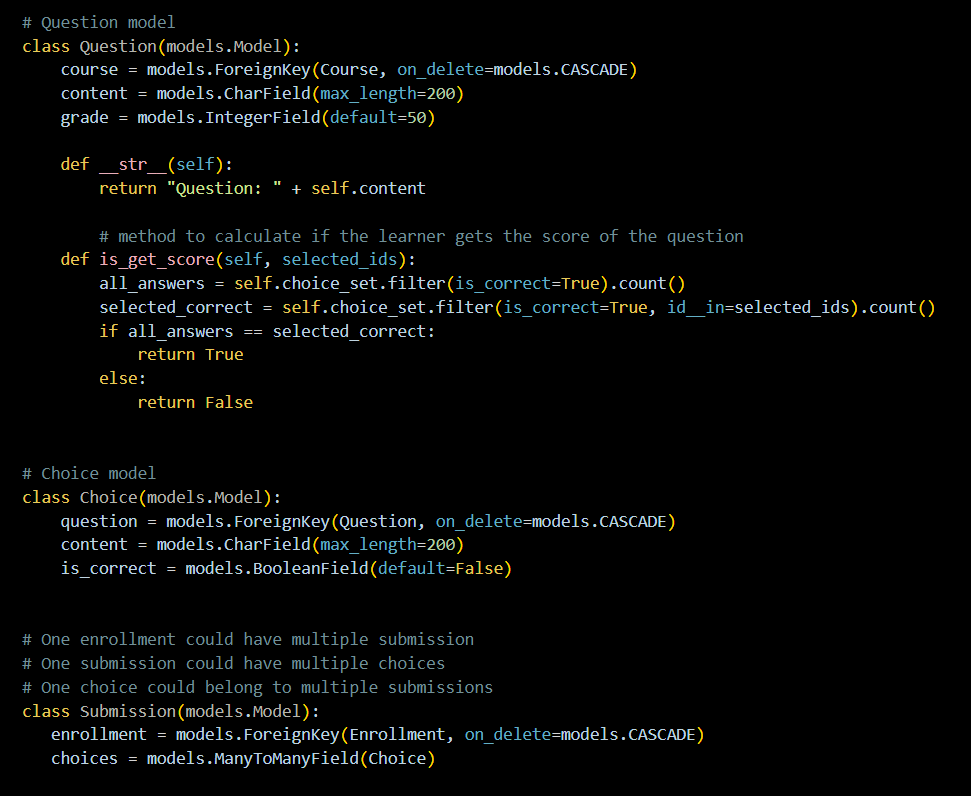 # Question model
class Question(models.Model):
    course = models.ForeignKey(Course, on_delete=models.CASCADE)
    content = models.CharField(max_length=200)
    grade = models.IntegerField(default=50)

    def __str__(self):
        return "Question: " + self.content

        # method to calculate if the learner gets the score of the question
    def is_get_score(self, selected_ids):
        all_answers = self.choice_set.filter(is_correct=True).count()
        selected_correct = self.choice_set.filter(is_correct=True, id__in=selected_ids).count()
        if all_answers == selected_correct:
            return True
        else:
            return False


# Choice model
class Choice(models.Model):
    question = models.ForeignKey(Question, on_delete=models.CASCADE)
    content = models.CharField(max_length=200)
    is_correct = models.BooleanField(default=False)


# One enrollment could have multiple submission
# One submission could have multiple choices
# One choice could belong to multiple submissions
class Submission(models.Model):
   enrollment = models.ForeignKey(Enrollment, on_delete=models.CASCADE)
   choices = models.ManyToManyField(Choice)